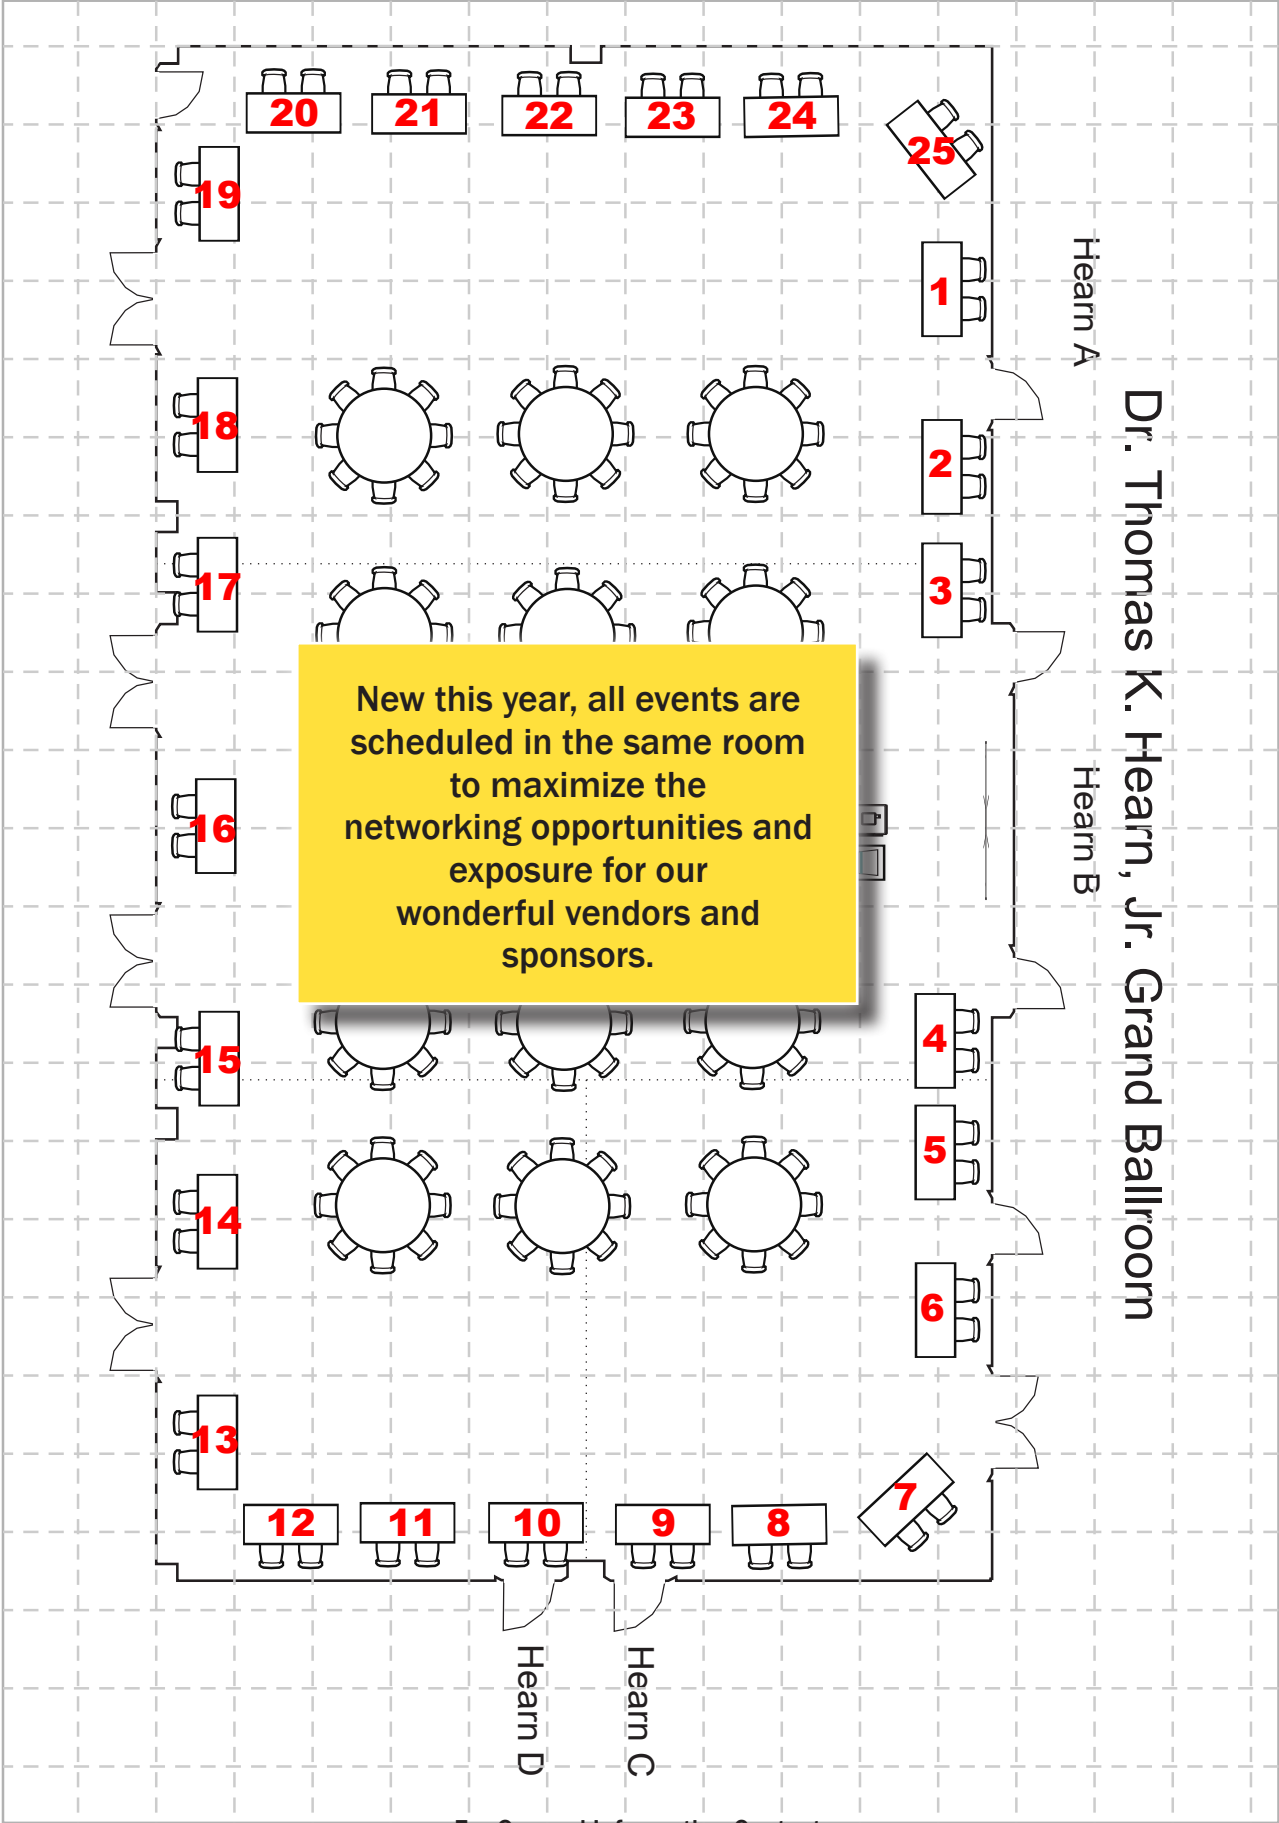 20
21
22
23
24
25
19
1
Hearn A
18
2
17
3
Dr. Thomas K. Hearn, Jr. Grand Ballroom
New this year, all events are
scheduled in the same room
to maximize the
networking opportunities and
exposure for our
wonderful vendors and
sponsors.
16
Hearn B
15
4
5
14
6
13
7
12
11
10
9
8
Hearn D
Hearn C